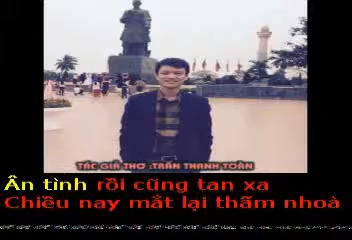 TÁC GIẢ THƠ :TRẦN THANH TOÀN
Ân tình rồi cũng tan xa
Chiều nay mắt lại thấm nhoà